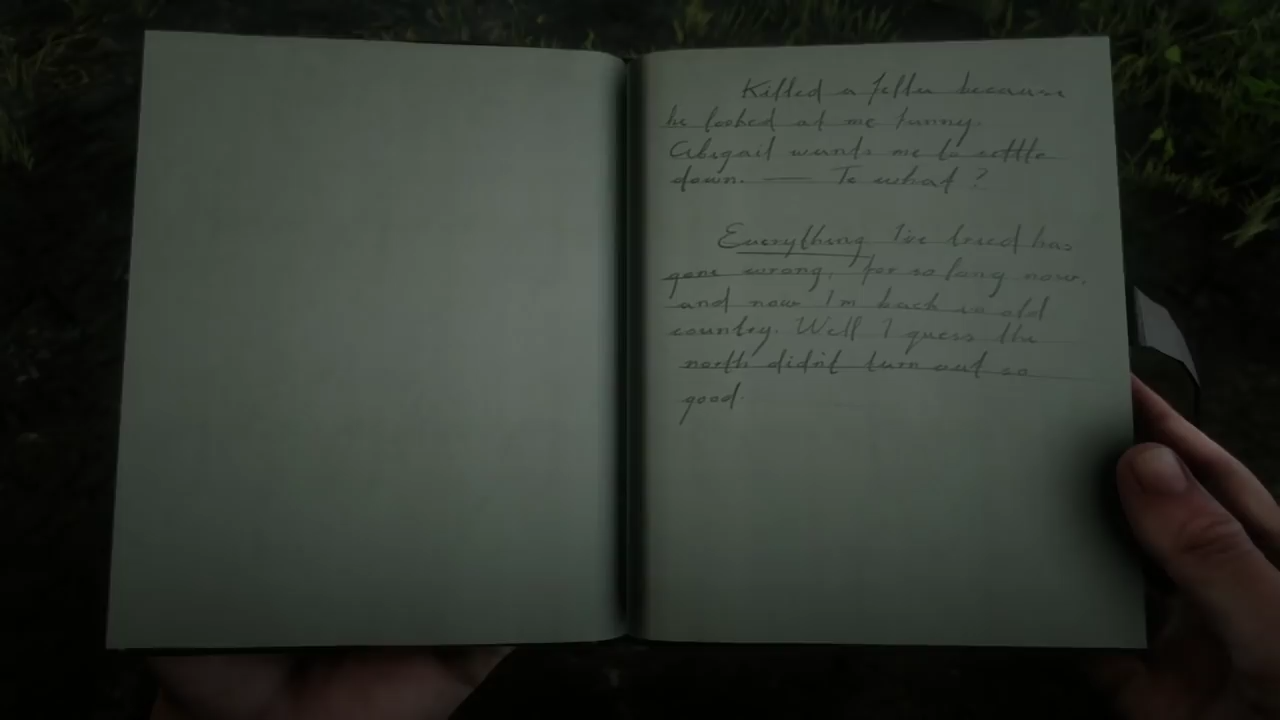 Killed a feller because
he looked at me funny.
Abigail wants me to settle
down. — To what?
Everything I've tried has
gone wrong, for so long now,
and now I'm back in old
country. Well I guess the
north didn't turn out so
good.